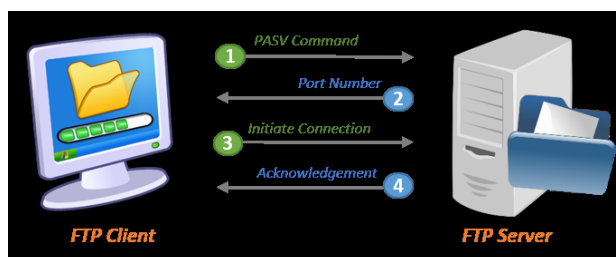 1 PASV Command
Port Number 2
3 Initiate Connection
Acknowledgement 4
FTP Client
FTP Server